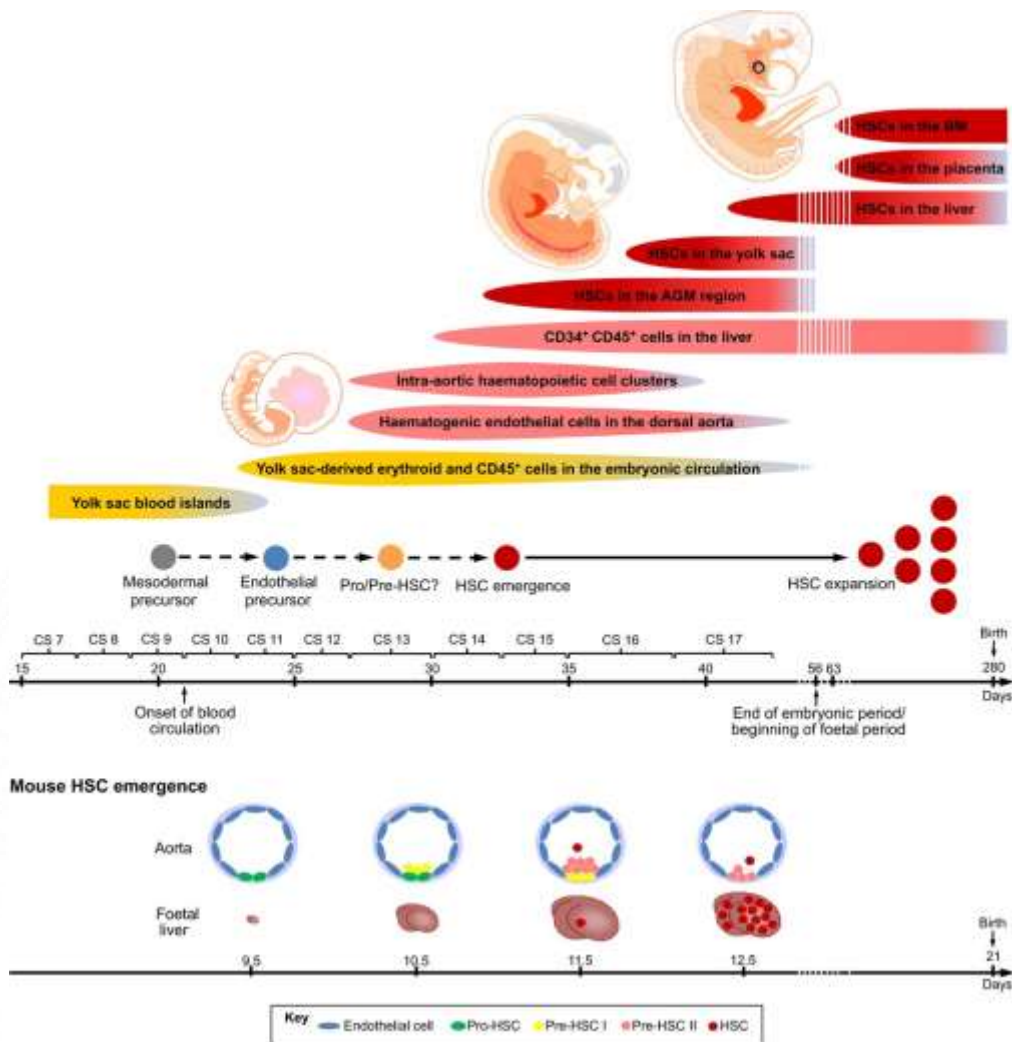 HSCs in the BM
HSCs in the placenta
HSCs in the liver
HSCs in the yolk sac
HSCs in the AGM region
CD34⁺ CD45⁺ cells in the liver
Intra-aortic haematopoietic cell clusters
Haematogenic endothelial cells in the dorsal aorta
Yolk sac-derived erythroid and CD45⁺ cells in the embryonic circulation
Yolk sac blood islands
Mesodermal
precursor
Endothelial
precursor
Pro/Pre-HSC?
HSC emergence
HSC expansion
CS 7 CS 8 CS 9 CS 10 CS 11 CS 12 CS 13 CS 14 CS 15 CS 16 CS 17
Birth
15 20 25 30 35 40 56 63 280
Days
Onset of blood
circulation
End of embryonic period/
beginning of foetal period
Mouse HSC emergence
Aorta
Foetal
liver
Birth
9,5 10,5 11,5 12,5 21
Days
Key Endothelial cell Pro-HSC Pre-HSC I Pre-HSC II HSC